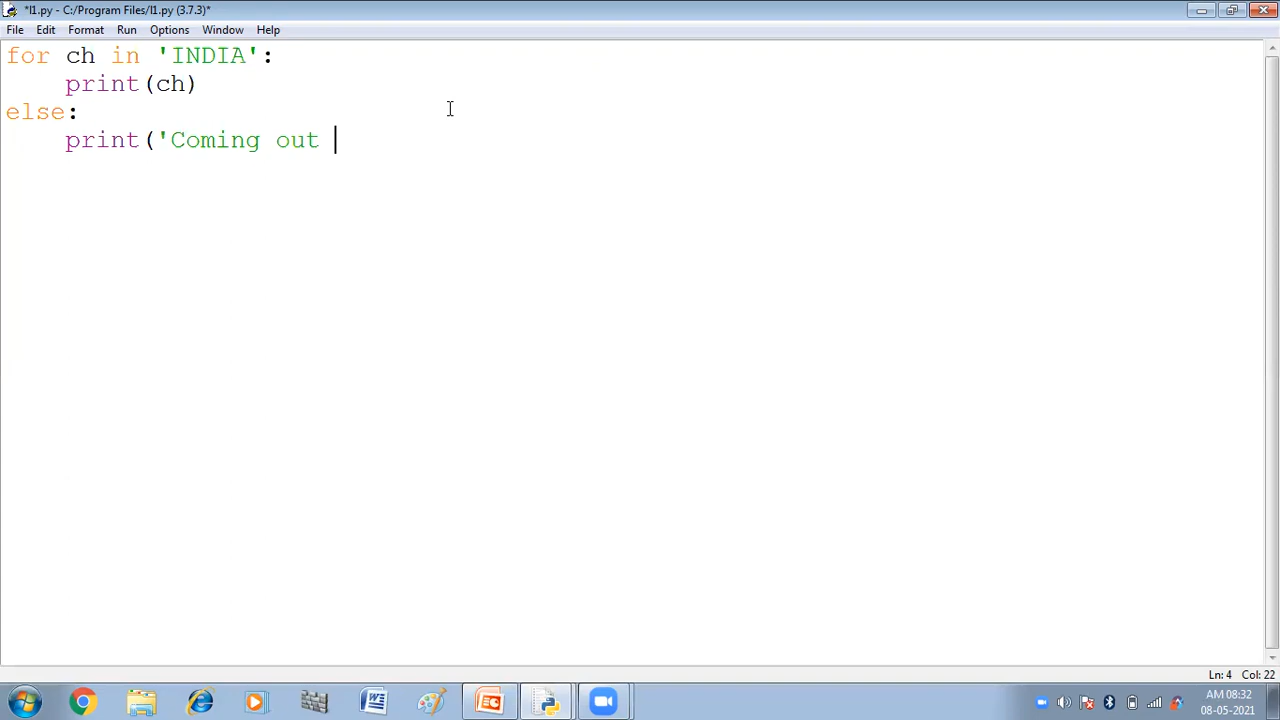 *l1.py - C:/Program Files/l1.py (3.7.3)*
File Edit Format Run Options Window Help
for ch in 'INDIA':
    print(ch)
else:
    print('Coming out 
Ln: 4 Col: 22
AM 08:32
08-05-2021